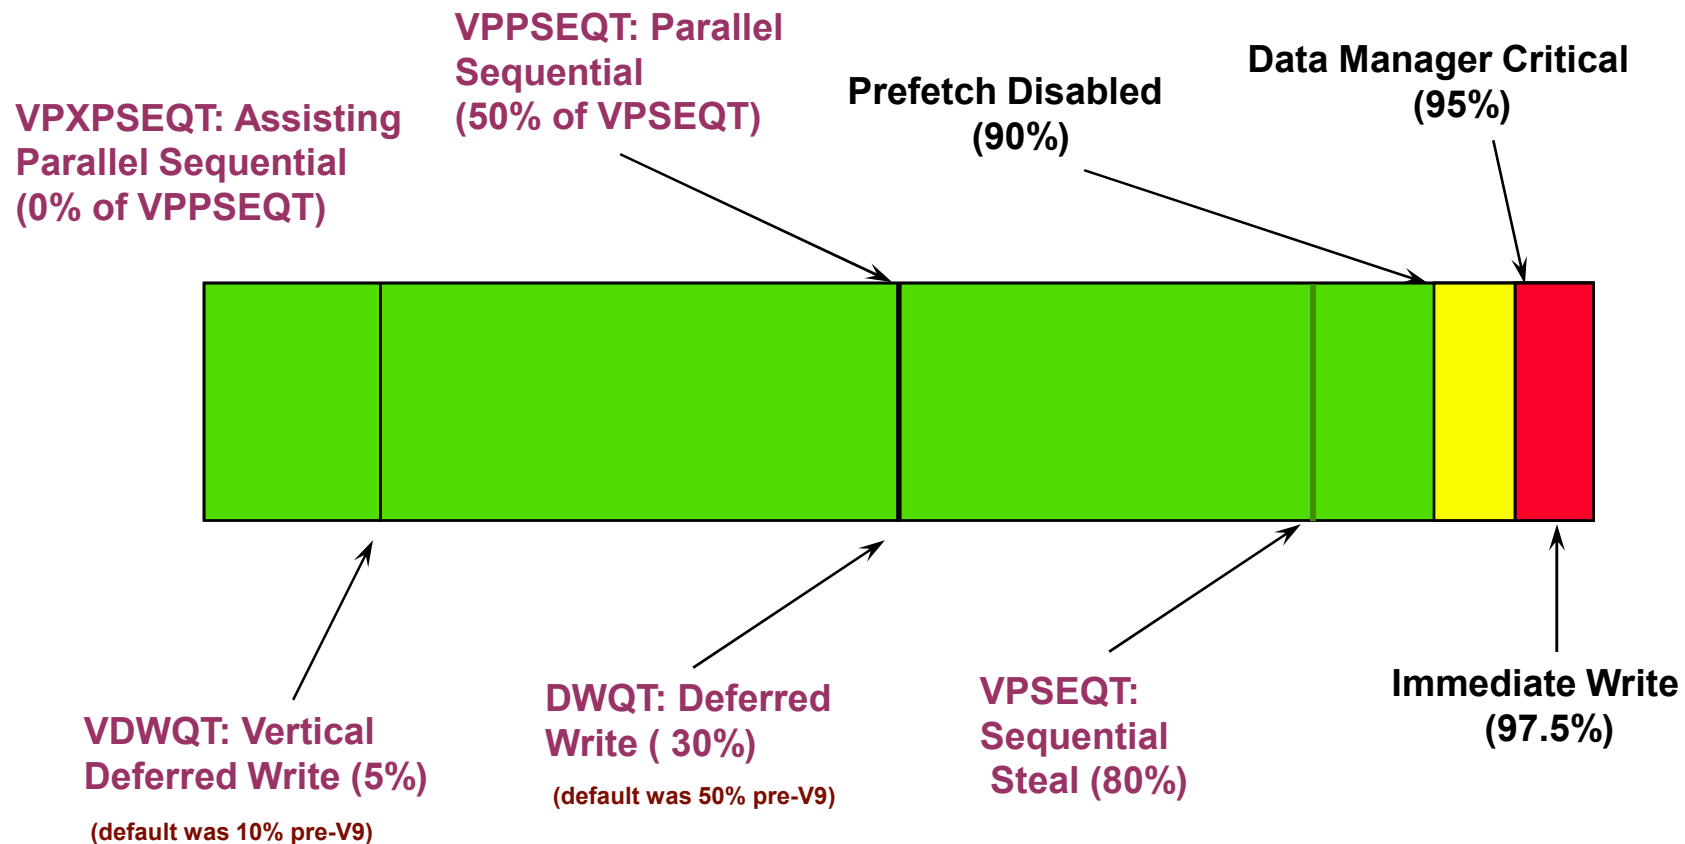 VPPSEQT: Parallel
Sequential
(50% of VPSEQT)
Data Manager Critical
(95%)
Prefetch Disabled
(90%)
VPXPSEQT: Assisting
Parallel Sequential
(0% of VPPSEQT)
VDWQT: Vertical
Deferred Write (5%)
(default was 10% pre-V9)
DWQT: Deferred
Write ( 30%)
(default was 50% pre-V9)
VPSEQT:
Sequential
Steal (80%)
Immediate Write
(97.5%)